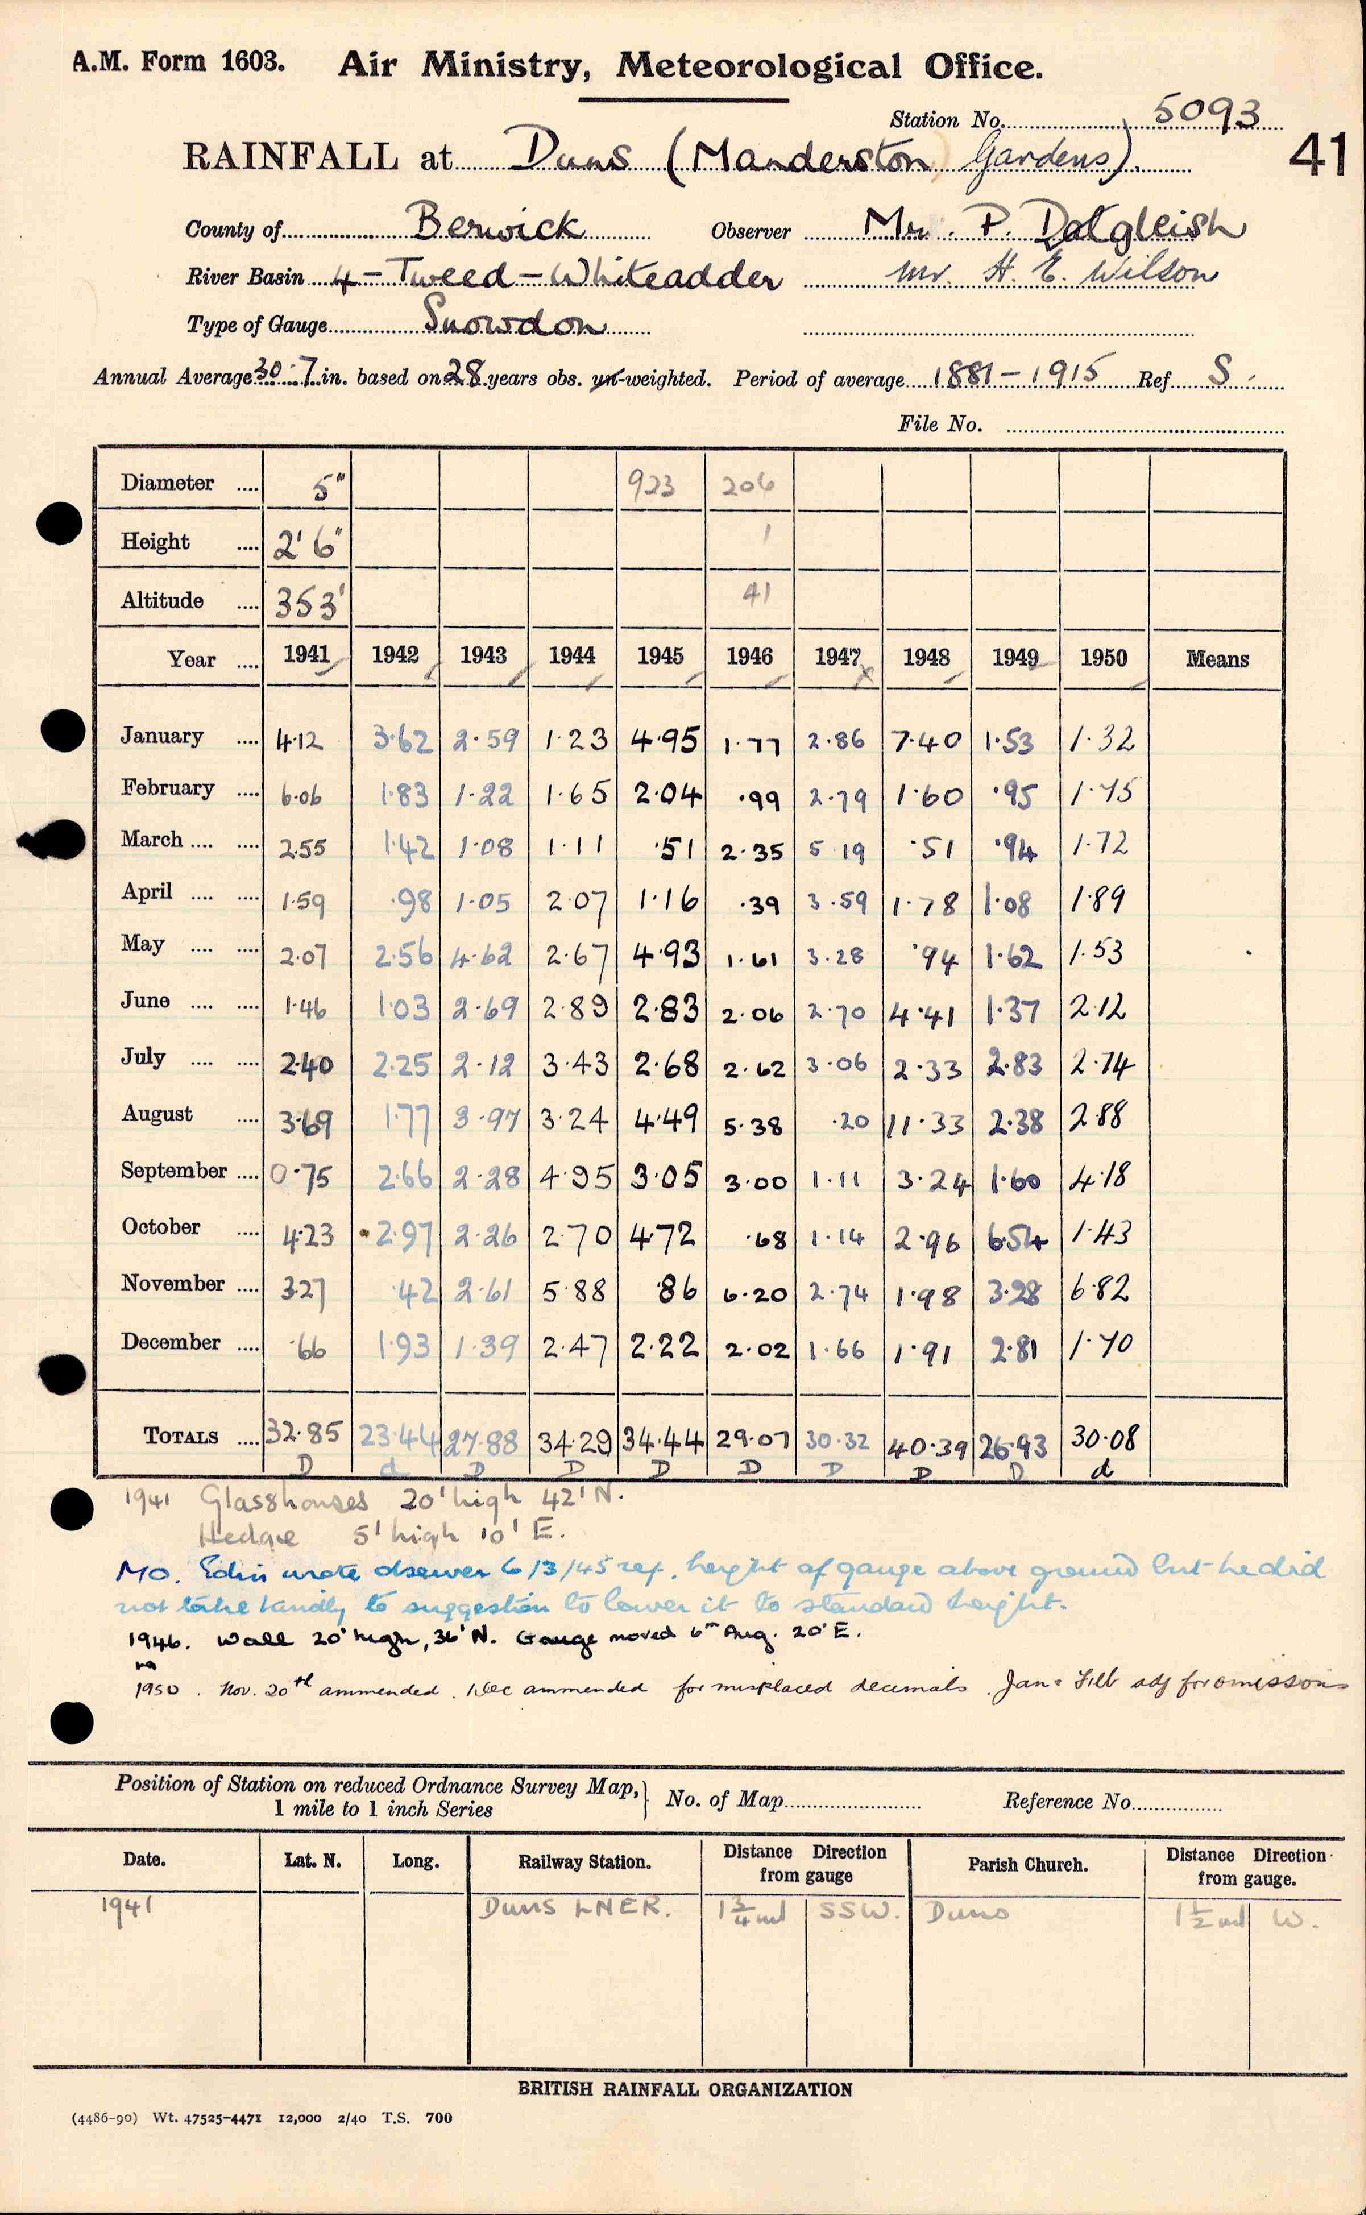 A.M. Form 1603. Air Ministry, Meteorological Office.
Station No. 5093
RAINFALL at Duns (Manderston Gardens). 41
County of Berwick Observer Mr. P. Dalgleish
River Basin 4 - Tweed - Whiteadder Mr. H. E. Wilson
Type of Gauge Snowdon
Annual Average 30.7 in. based on 28 years obs. un-weighted. Period of average 1881-1915 Ref S.
File No.
Diameter 5" 923 206
Height 2' 6" 1
Altitude 353' 41
Year 1941 1942 1943 1944 1945 1946 1947 1948 1949 1950 Means
January 4.12 3.62 2.59 1.23 4.95 1.77 2.86 7.40 1.53 1.32
February 6.06 1.83 1.22 1.65 2.04 .99 2.79 1.60 .95 1.75
March 2.55 1.42 1.08 1.11 .51 2.35 5.19 .51 .94 1.72
April 1.59 .98 1.05 2.07 1.16 .39 3.59 1.78 1.08 1.89
May 2.07 2.56 4.62 2.67 4.93 1.61 3.28 .94 1.62 1.53
June 1.46 1.03 2.69 2.89 2.83 2.06 2.70 4.41 1.37 2.12
July 2.40 2.25 2.12 3.43 2.68 2.62 3.06 2.33 2.83 2.74
August 3.69 1.77 3.97 3.24 4.49 5.38 .20 11.33 2.38 2.88
September 0.75 2.66 2.28 4.95 3.05 3.00 1.11 3.24 1.60 4.18
October 4.23 2.97 2.26 2.70 4.72 .68 1.14 2.96 6.54 1.43
November 3.27 .42 2.61 5.88 .86 6.20 2.74 1.98 3.28 6.82
December .66 1.93 1.39 2.47 2.22 2.02 1.66 1.91 2.81 1.70
TOTALS 32.85 23.44 27.88 34.29 34.44 29.07 30.32 40.39 26.93 30.08
D d D D D D D D D d
1941 Glasshouses 20' high 42' N.
Hedge 5' high 10' E.
MO. Edin wrote observer 6/3/45 ref. height of gauge above ground but he did
not take kindly to suggestion to lower it to standard height.
1946. Wall 20' high, 36' N. Gauge moved 6th Aug. 20' E.
1950. Nov. 20th ammended. Dec ammended for misplaced decimals. Jan & Feb adj for omissions
Position of Station on reduced Ordnance Survey Map,
1 mile to 1 inch Series
No. of Map Reference No.
Date. Lat. N. Long. Railway Station. Distance Direction from gauge Parish Church. Distance Direction from gauge.
1941 Duns LNER. 1 3/4 ml SSW. Duns 1 1/2 ml W.
BRITISH RAINFALL ORGANIZATION
(4486-90) Wt. 47525-4471 12,000 2/40 T.S. 700